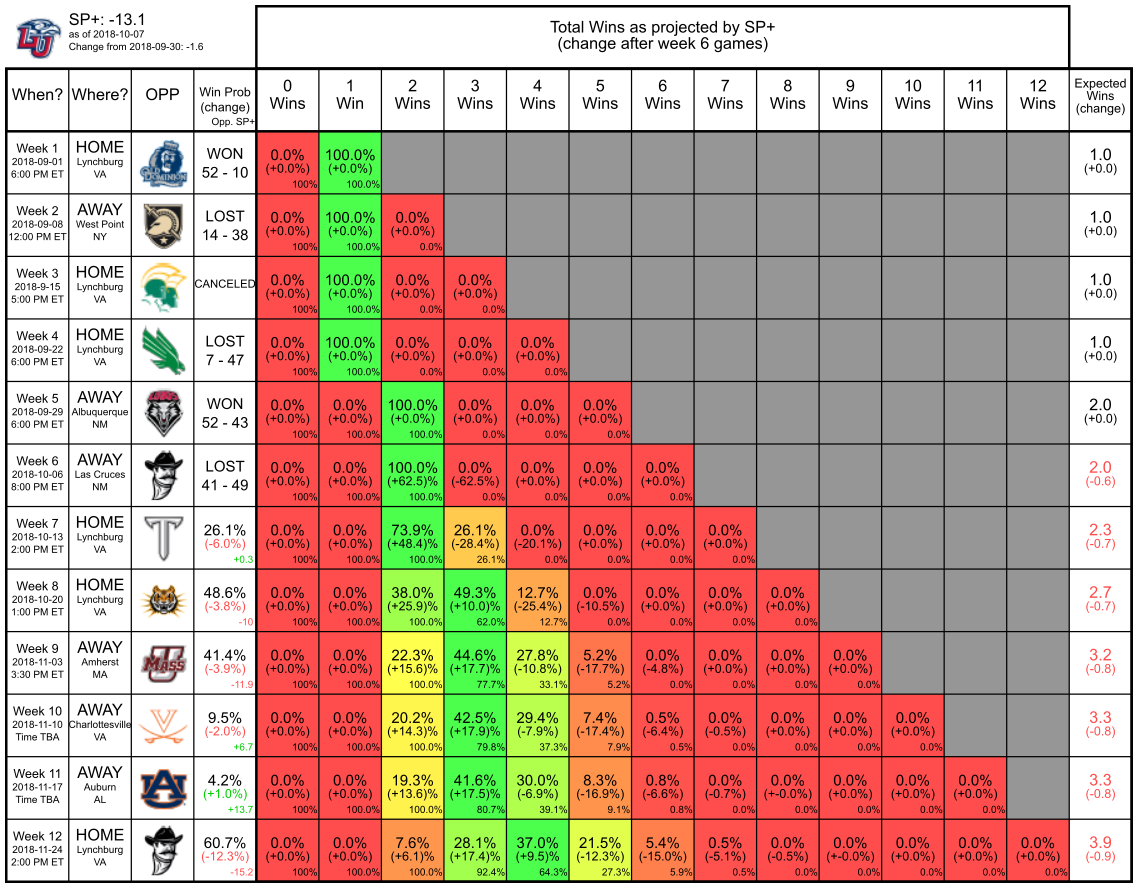 SP+: -13.1
as of 2018-10-07
Change from 2018-09-30: -1.6
Total Wins as projected by SP+
(change after week 6 games)
When? Where? OPP Win Prob (change) Opp. SP+ 0 Wins 1 Win 2 Wins 3 Wins 4 Wins 5 Wins 6 Wins 7 Wins 8 Wins 9 Wins 10 Wins 11 Wins 12 Wins Expected Wins (change)
Week 1 HOME WON 0.0% 100.0% 1.0
2018-09-01 Lynchburg 52 - 10 (+0.0%) (+0.0%) (+0.0)
6:00 PM ET VA 100% 100.0%
Week 2 AWAY LOST 0.0% 100.0% 0.0% 1.0
2018-09-08 West Point 14 - 38 (+0.0%) (+0.0%) (+0.0%) (+0.0)
12:00 PM ET NY 100% 100.0% 0.0%
Week 3 HOME CANCELED 0.0% 100.0% 0.0% 0.0% 1.0
2018-9-15 Lynchburg (+0.0%) (+0.0%) (+0.0%) (+0.0%) (+0.0)
5:00 PM ET VA 100% 100.0% 0.0% 0.0%
Week 4 HOME LOST 0.0% 100.0% 0.0% 0.0% 0.0% 1.0
2018-09-22 Lynchburg 7 - 47 (+0.0%) (+0.0%) (+0.0%) (+0.0%) (+0.0%) (+0.0)
6:00 PM ET VA 100% 100.0% 0.0% 0.0% 0.0%
Week 5 AWAY WON 0.0% 0.0% 100.0% 0.0% 0.0% 0.0% 2.0
2018-09-29 Albuquerque 52 - 43 (+0.0%) (+0.0%) (+0.0%) (+0.0%) (+0.0%) (+0.0%) (+0.0)
6:00 PM ET NM 100% 100.0% 100.0% 0.0% 0.0% 0.0%
Week 6 AWAY LOST 0.0% 0.0% 100.0% 0.0% 0.0% 0.0% 0.0% 2.0
2018-10-06 Las Cruces 41 - 49 (+0.0%) (+0.0%) (+62.5)% (-62.5%) (+0.0%) (+0.0%) (+0.0%) (-0.6)
8:00 PM ET NM 100% 100.0% 100.0% 0.0% 0.0% 0.0% 0.0%
Week 7 HOME 26.1% 0.0% 0.0% 73.9% 26.1% 0.0% 0.0% 0.0% 0.0% 2.3
2018-10-13 Lynchburg (-6.0%) (+0.0%) (+0.0%) (+48.4)% (-28.4%) (-20.1%) (+0.0%) (+0.0%) (+0.0%) (-0.7)
2:00 PM ET VA +0.3 100% 100.0% 100.0% 26.1% 0.0% 0.0% 0.0% 0.0%
Week 8 HOME 48.6% 0.0% 0.0% 38.0% 49.3% 12.7% 0.0% 0.0% 0.0% 0.0% 2.7
2018-10-20 Lynchburg (-3.8%) (+0.0%) (+0.0%) (+25.9)% (+10.0)% (-25.4%) (-10.5%) (+0.0%) (+0.0%) (+0.0%) (-0.7)
1:00 PM ET VA -10 100% 100.0% 100.0% 62.0% 12.7% 0.0% 0.0% 0.0% 0.0%
Week 9 AWAY MASS 41.4% 0.0% 0.0% 22.3% 44.6% 27.8% 5.2% 0.0% 0.0% 0.0% 0.0% 3.2
2018-11-03 Amherst (-3.9%) (+0.0%) (+0.0%) (+15.6)% (+17.7)% (-10.8%) (-17.7%) (-4.8%) (+0.0%) (+0.0%) (+0.0%) (-0.8)
3:30 PM ET MA -11.9 100% 100.0% 100.0% 77.7% 33.1% 5.2% 0.0% 0.0% 0.0% 0.0%
Week 10 AWAY 9.5% 0.0% 0.0% 20.2% 42.5% 29.4% 7.4% 0.5% 0.0% 0.0% 0.0% 0.0% 3.3
2018-11-10 Charlottesville (-2.0%) (+0.0%) (+0.0%) (+14.3)% (+17.9)% (-7.9%) (-17.4%) (-6.4%) (-0.5%) (+0.0%) (+0.0%) (+0.0%) (-0.8)
Time TBA VA +6.7 100% 100.0% 100.0% 79.8% 37.3% 7.9% 0.5% 0.0% 0.0% 0.0% 0.0%
Week 11 AWAY 4.2% 0.0% 0.0% 19.3% 41.6% 30.0% 8.3% 0.8% 0.0% 0.0% 0.0% 0.0% 0.0% 3.3
2018-11-17 Auburn (+1.0%) (+0.0%) (+0.0%) (+13.6)% (+17.5)% (-6.9%) (-16.9%) (-6.6%) (-0.7%) (+-0.0%) (+0.0%) (+0.0%) (+0.0%) (-0.8)
Time TBA AL +13.7 100% 100.0% 100.0% 80.7% 39.1% 9.1% 0.8% 0.0% 0.0% 0.0% 0.0% 0.0%
Week 12 HOME 60.7% 0.0% 0.0% 7.6% 28.1% 37.0% 21.5% 5.4% 0.5% 0.0% 0.0% 0.0% 0.0% 0.0% 3.9
2018-11-24 Lynchburg (-12.3%) (+0.0%) (+0.0%) (+6.1)% (+17.4)% (+9.5)% (-12.3%) (-15.0%) (-5.1%) (-0.5%) (+-0.0%) (+0.0%) (+0.0%) (+0.0%) (-0.9)
2:00 PM ET VA -15.2 100% 100.0% 100.0% 92.4% 64.3% 27.3% 5.9% 0.5% 0.0% 0.0% 0.0% 0.0% 0.0%